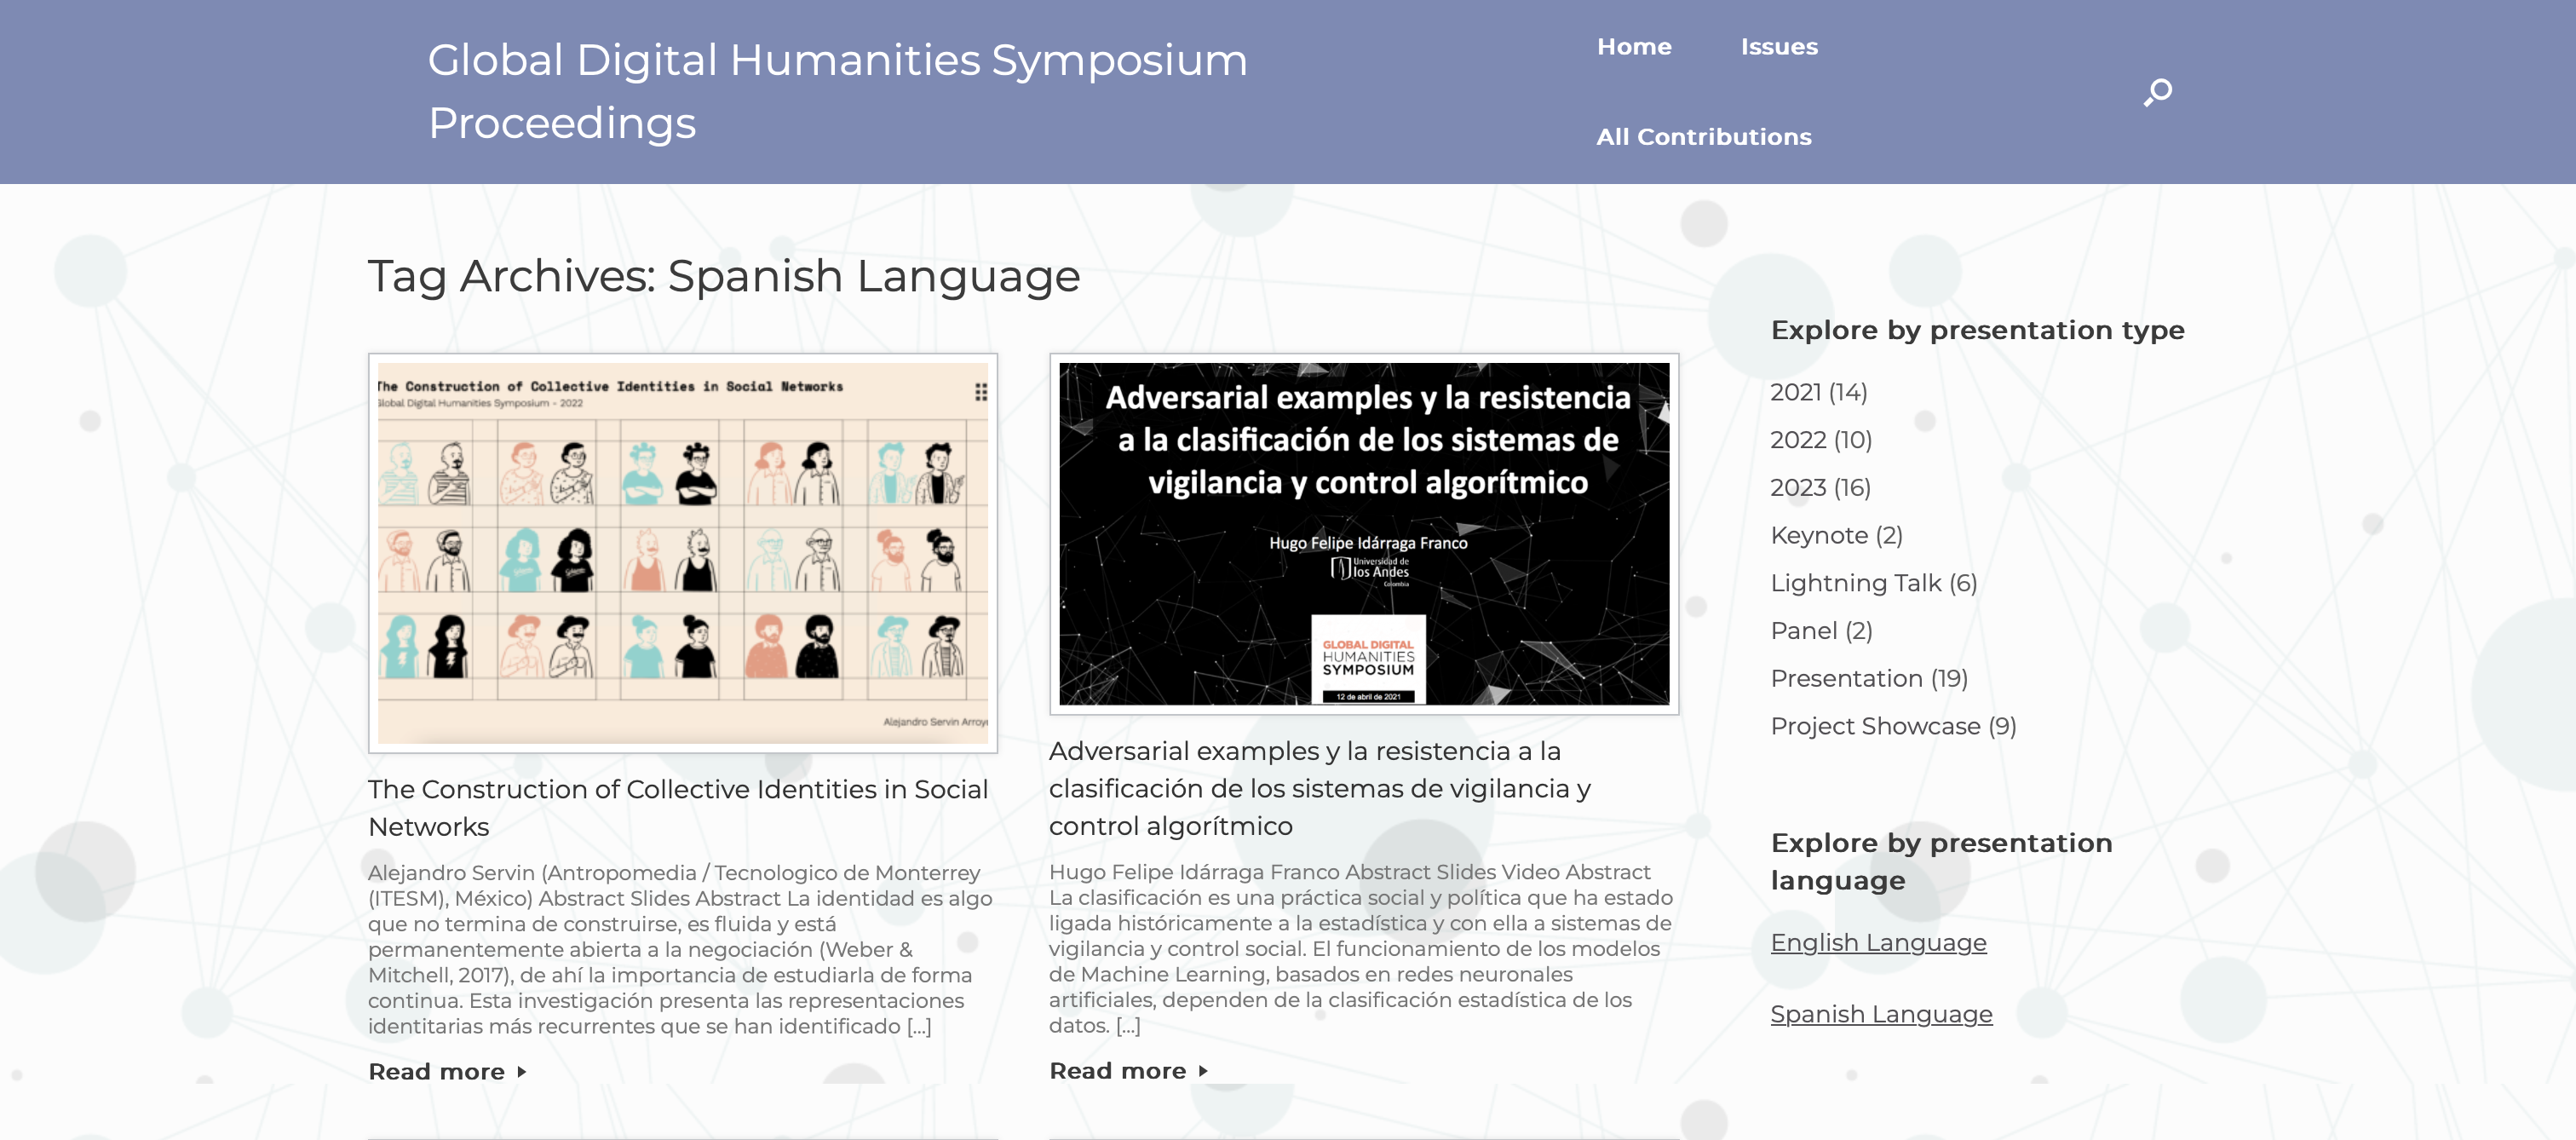 Global Digital Humanities Symposium
Proceedings
Home
Issues
All Contributions
Tag Archives: Spanish Language
The Construction of Collective Identities in Social Networks
Global Digital Humanities Symposium - 2022
Alejandro Servin Arroyo
The Construction of Collective Identities in Social
Networks
Alejandro Servin (Antropomedia / Tecnologico de Monterrey
(ITESM), México) Abstract Slides Abstract La identidad es algo
que no termina de construirse, es fluida y está
permanentemente abierta a la negociación (Weber &
Mitchell, 2017), de ahí la importancia de estudiarla de forma
continua. Esta investigación presenta las representaciones
identitarias más recurrentes que se han identificado [...]
Read more
Adversarial examples y la resistencia
a la clasificación de los sistemas de
vigilancia y control algorítmico
Hugo Felipe Idárraga Franco
Universidad de
los Andes
Colombia
GLOBAL DIGITAL
HUMANITIES
SYMPOSIUM
12 de abril de 2021
Adversarial examples y la resistencia a la
clasificación de los sistemas de vigilancia y
control algorítmico
Hugo Felipe Idárraga Franco Abstract Slides Video Abstract
La clasificación es una práctica social y política que ha estado
ligada históricamente a la estadística y con ella a sistemas de
vigilancia y control social. El funcionamiento de los modelos
de Machine Learning, basados en redes neuronales
artificiales, dependen de la clasificación estadística de los
datos. [...]
Read more
Explore by presentation type
2021 (14)
2022 (10)
2023 (16)
Keynote (2)
Lightning Talk (6)
Panel (2)
Presentation (19)
Project Showcase (9)
Explore by presentation
language
English Language
Spanish Language